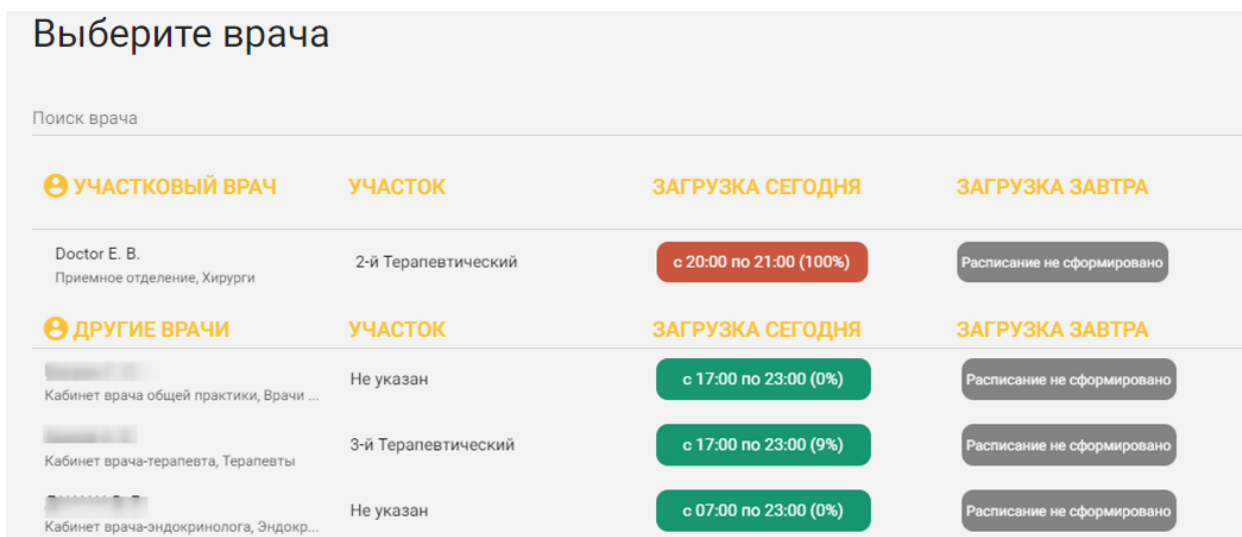 Выберите врача
Поиск врача
УЧАСТКОВЫЙ ВРАЧ УЧАСТОК ЗАГРУЗКА СЕГОДНЯ ЗАГРУЗКА ЗАВТРА
Doctor E. B. 2-й Терапевтический с 20:00 по 21:00 (100%) Расписание не сформировано
Приемное отделение, Хирурги
ДРУГИЕ ВРАЧИ УЧАСТОК ЗАГРУЗКА СЕГОДНЯ ЗАГРУЗКА ЗАВТРА
Не указан с 17:00 по 23:00 (0%) Расписание не сформировано
Кабинет врача общей практики, Врачи ...
3-й Терапевтический с 17:00 по 23:00 (9%) Расписание не сформировано
Кабинет врача-терапевта, Терапевты
Не указан с 07:00 по 23:00 (0%) Расписание не сформировано
Кабинет врача-эндокринолога, Эндокр...